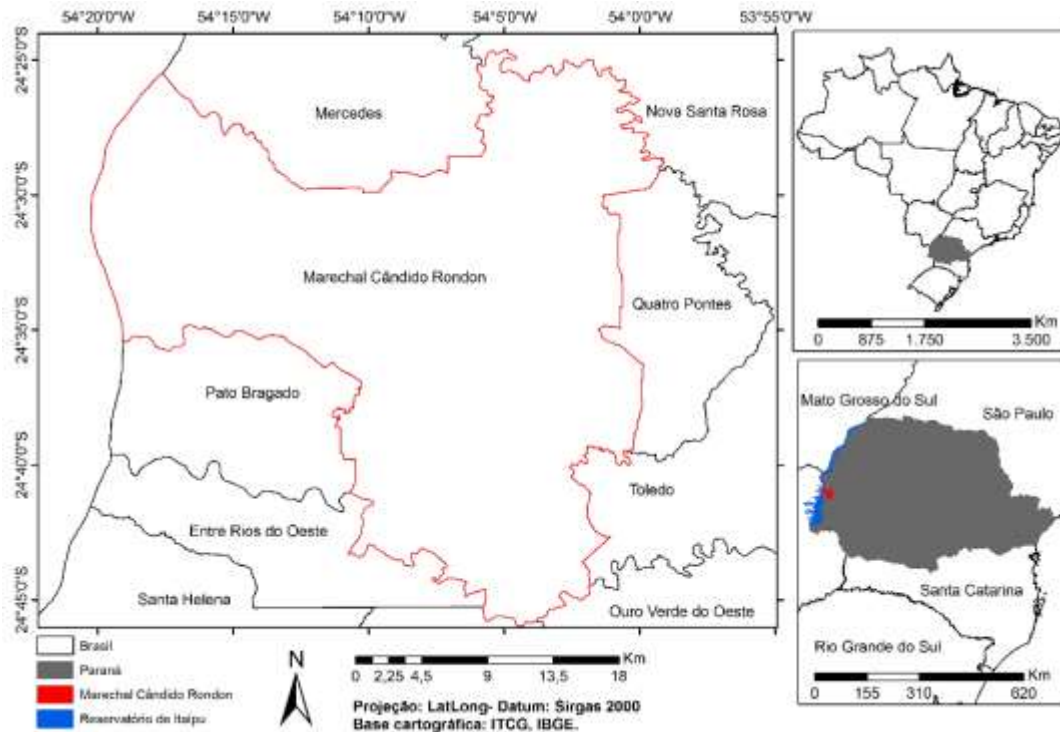 54°20'0"O 54°15'0"O 54°10'0"O 54°5'0"O 54°0'0"O 53°55'0"O
24°25'0"S
24°30'0"S
24°35'0"S
24°40'0"S
24°45'0"S
Mercedes
Nova Santa Rosa
Marechal Cândido Rondon
Quatro Pontes
Pato Bragado
Toledo
Entre Rios do Oeste
Santa Helena
Ouro Verde do Oeste
Km
0 875 1.750 3.500
Mato Grosso do Sul
São Paulo
Santa Catarina
Rio Grande do Sul
Km
0 155 310 620
Brasil
Paraná
Marechal Cândido Rondon
Reservatório de Itaipu
N
Km
0 2,25 4,5 9 13,5 18
Projeção: LatLong- Datum: Sirgas 2000
Base cartográfica: ITCG, IBGE.